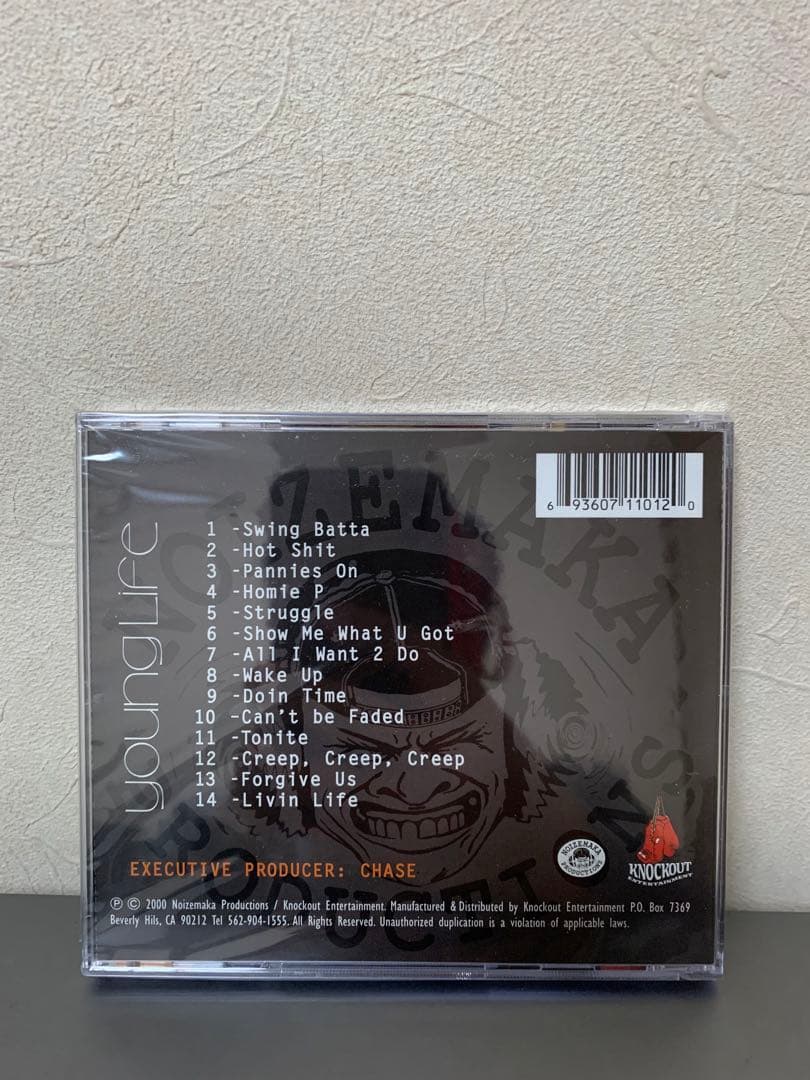 6 93607 11012 0
young Life
1 -Swing Batta
2 -Hot Shit
3 -Pannies On
4 -Homie P
5 -Struggle
6 -Show Me What U Got
7 -All I Want 2 Do
8 -Wake Up
9 -Doin Time
10 -Can't be Faded
11 -Tonite
12 -Creep, Creep, Creep
13 -Forgive Us
14 -Livin Life
NOIZEMAKA PRODUCTIONS
EXECUTIVE PRODUCER: CHASE
NOIZEMAKA
PRODUCTIONS
KNOCKOUT
ENTERTAINMENT
℗ © 2000 Noizemaka Productions / Knockout Entertainment. Manufactured & Distributed by Knockout Entertainment P.O. Box 7369
Beverly Hils, CA 90212 Tel 562-904-1555. All Rights Reserved. Unauthorized duplication is a violation of applicable laws.